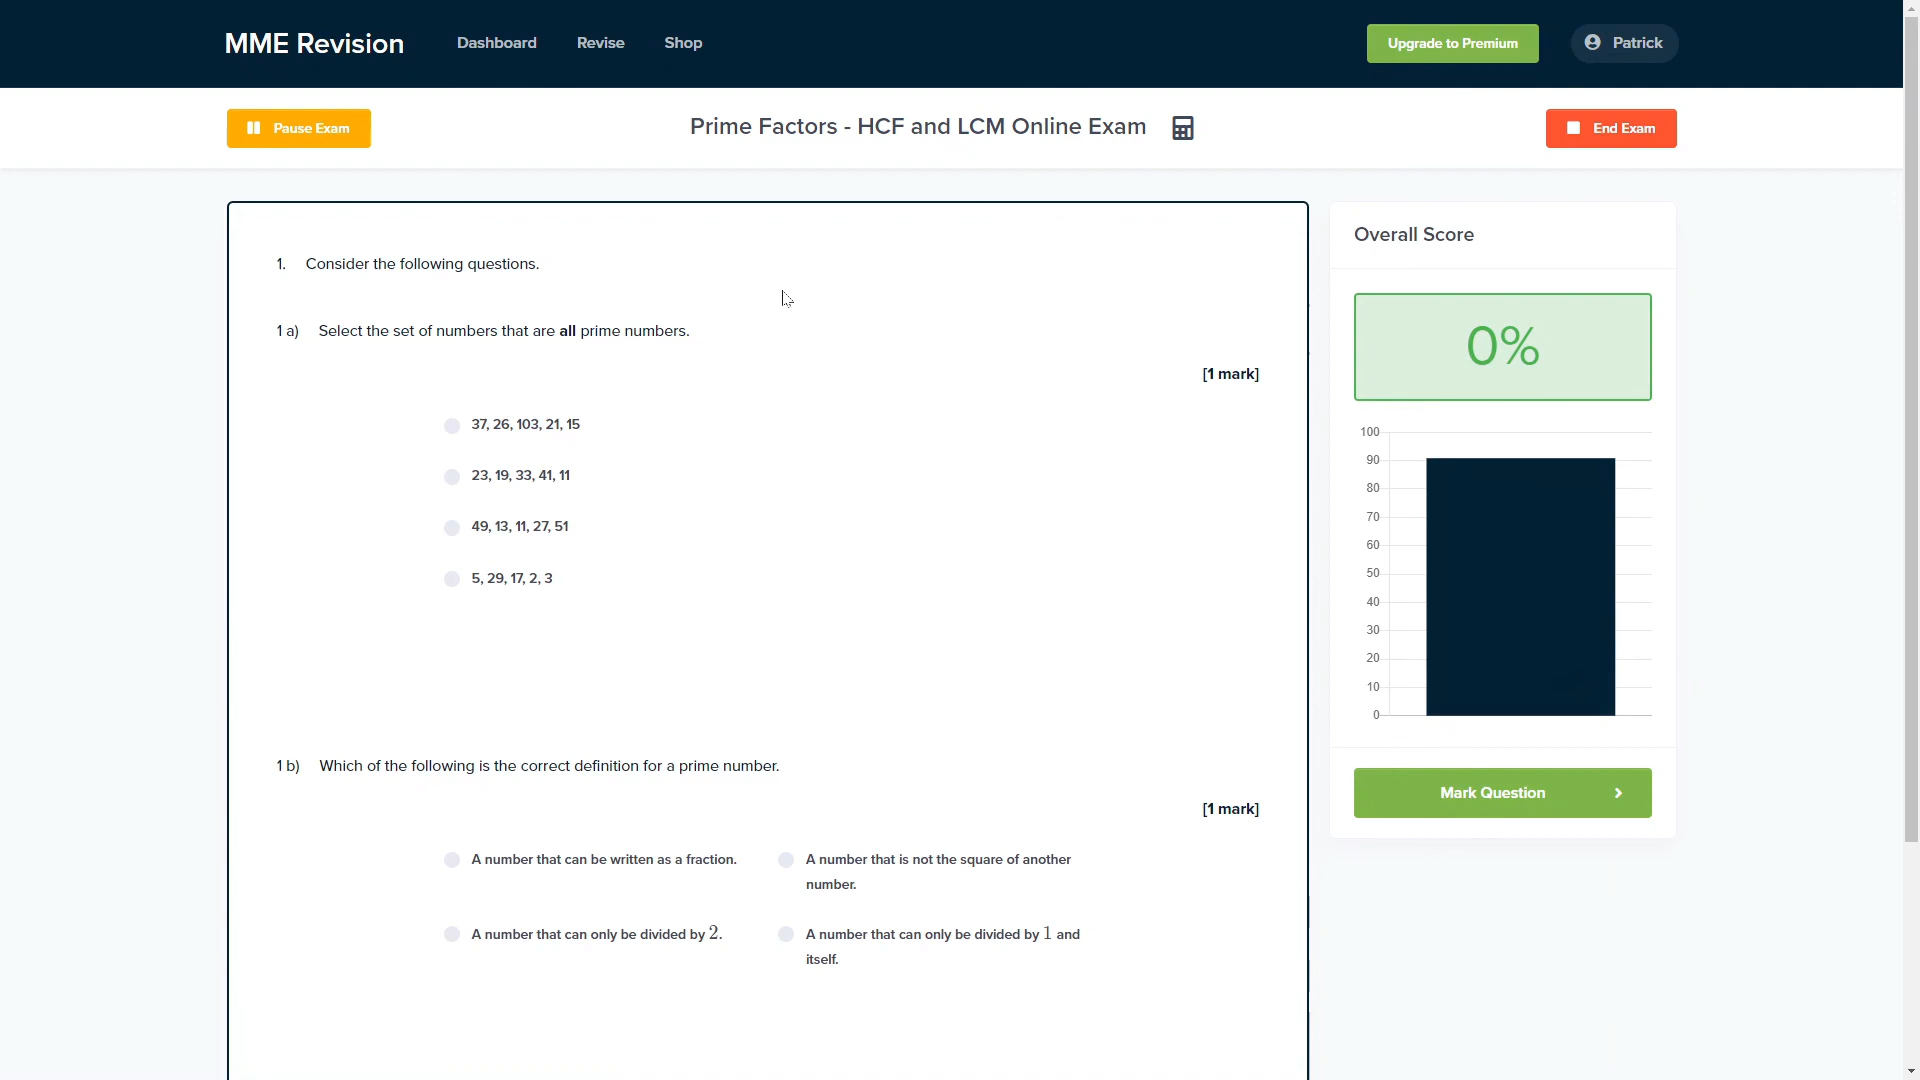 MME Revision
Dashboard
Revise
Shop
Upgrade to Premium
Patrick
Pause Exam
Prime Factors - HCF and LCM Online Exam
End Exam
1. Consider the following questions.
1 a) Select the set of numbers that are all prime numbers.
[1 mark]
37, 26, 103, 21, 15
23, 19, 33, 41, 11
49, 13, 11, 27, 51
5, 29, 17, 2, 3
1 b) Which of the following is the correct definition for a prime number.
[1 mark]
A number that can be written as a fraction.
A number that is not the square of another
number.
A number that can only be divided by 2.
A number that can only be divided by 1 and
itself.
Overall Score
0%
100
90
80
70
60
50
40
30
20
10
0
Mark Question